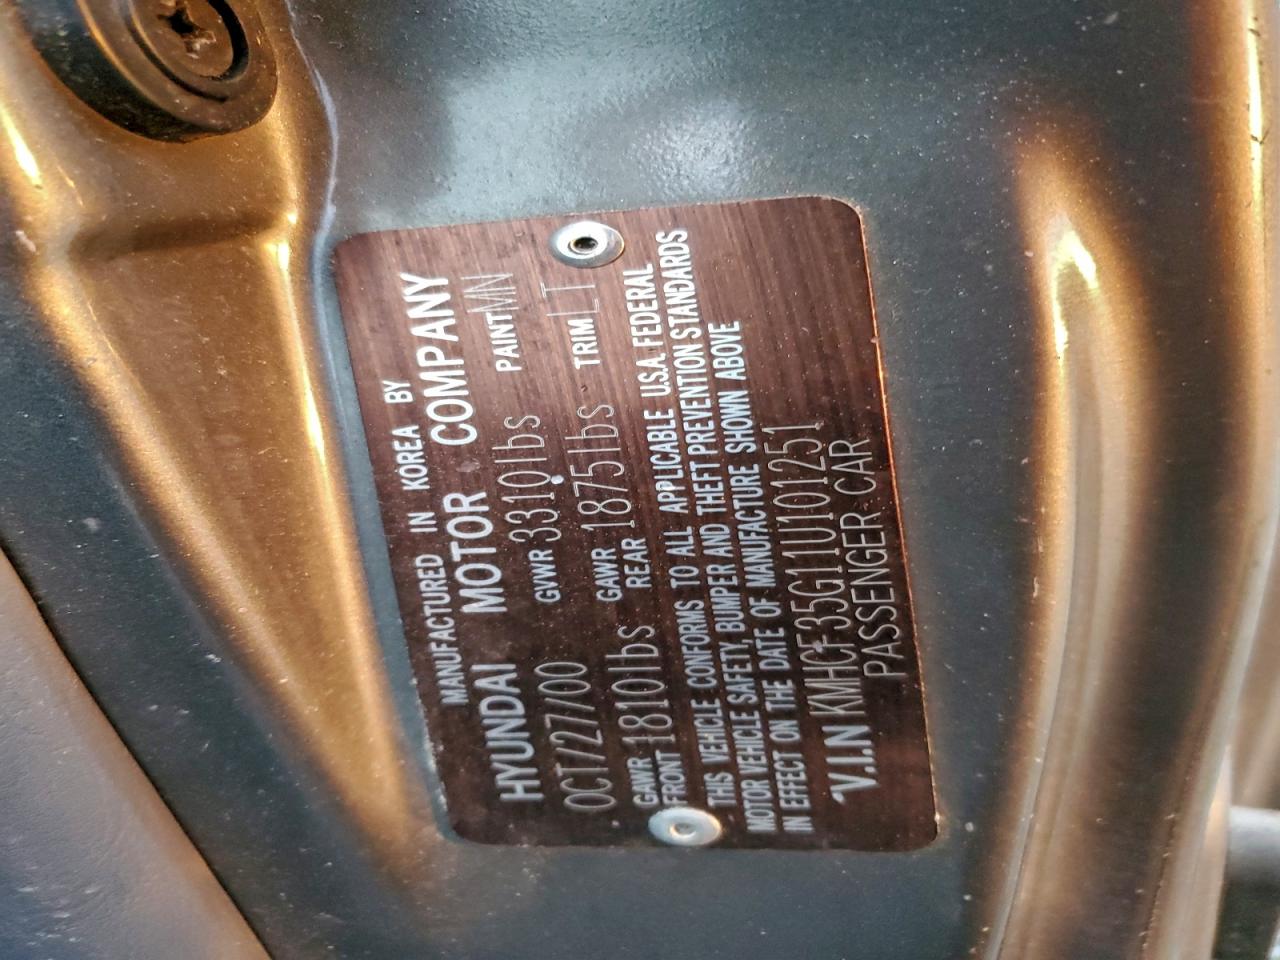 MANUFACTURED IN KOREA BY
HYUNDAI MOTOR COMPANY
OCT/27/00 GVWR 3310lbs PAINT MN
GAWR FRONT 1810lbs GAWR REAR 1875lbs TRIM LT
THIS VEHICLE CONFORMS TO ALL APPLICABLE U.S.A. FEDERAL
MOTOR VEHICLE SAFETY, BUMPER AND THEFT PREVENTION STANDARDS
IN EFFECT ON THE DATE OF MANUFACTURE SHOWN ABOVE
V.I.N KMHCF35G11U101251
PASSENGER CAR